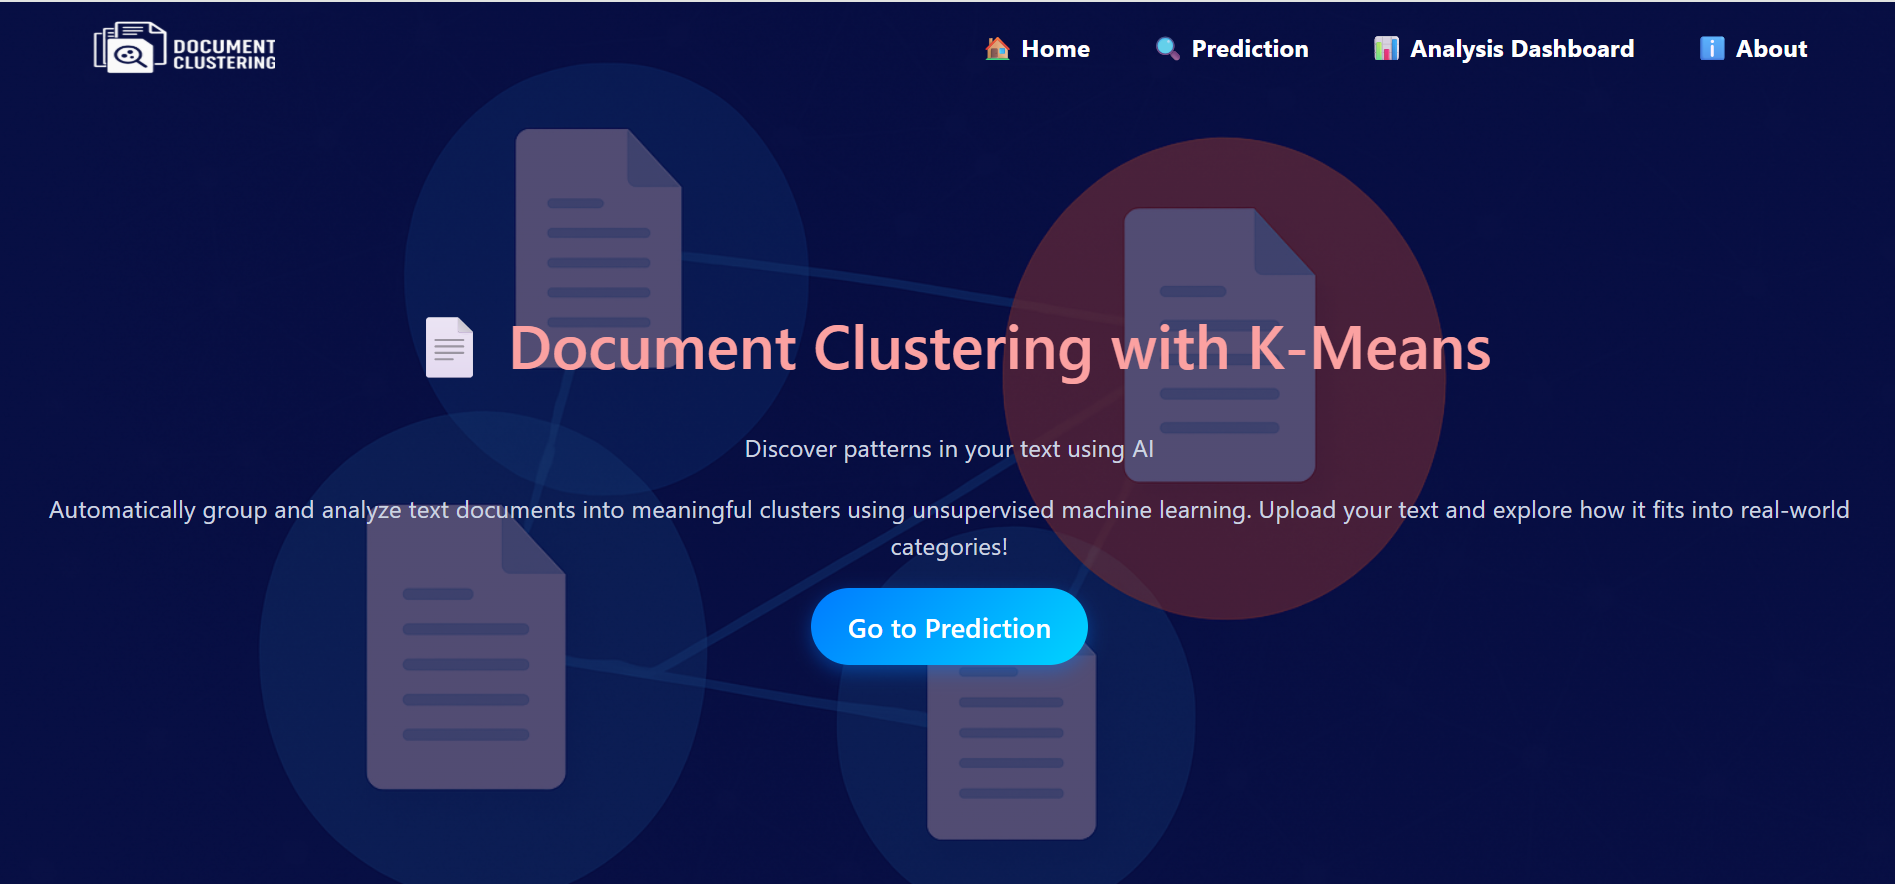 DOCUMENT
CLUSTERING
Home
Prediction
Analysis Dashboard
About
Document Clustering with K-Means
Discover patterns in your text using AI
Automatically group and analyze text documents into meaningful clusters using unsupervised machine learning. Upload your text and explore how it fits into real-world
categories!
Go to Prediction